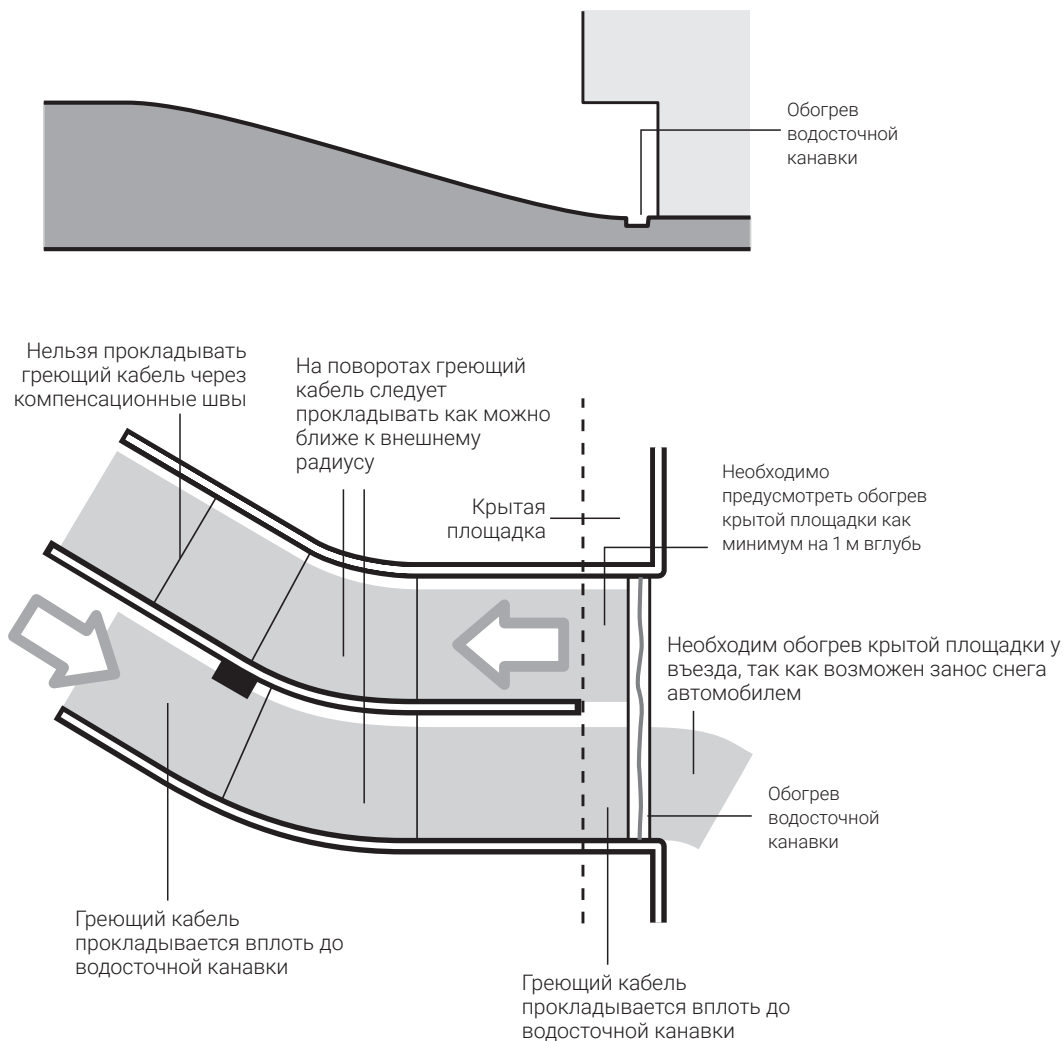 Обогрев
водосточной
канавки
Нельзя прокладывать
греющий кабель через
компенсационные швы
На поворотах греющий
кабель следует
прокладывать как можно
ближе к внешнему
радиусу
Крытая
площадка
Необходимо
предусмотреть обогрев
крытой площадки как
минимум на 1 м вглубь
Необходим обогрев крытой площадки у
въезда, так как возможен занос снега
автомобилем
Обогрев
водосточной
канавки
Греющий кабель
прокладывается вплоть до
водосточной канавки
Греющий кабель
прокладывается вплоть до
водосточной канавки